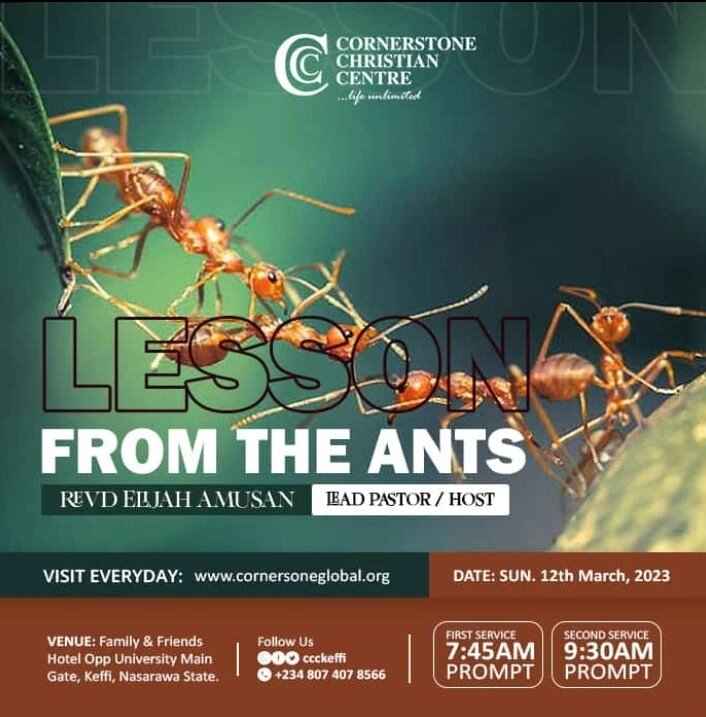 LESSON
CORNERSTONE
CHRISTIAN
CENTRE
...life unlimited
LESSON
FROM THE ANTS
REVD ELIJAH AMUSAN LEAD PASTOR / HOST
VISIT EVERYDAY: www.cornersoneglobal.org
DATE: SUN. 12th March, 2023
VENUE: Family & Friends
Hotel Opp University Main
Gate, Keffi, Nasarawa State.
Follow Us
ccckeffi
+234 807 407 8566
FIRST SERVICE
7:45AM
PROMPT
SECOND SERVICE
9:30AM
PROMPT